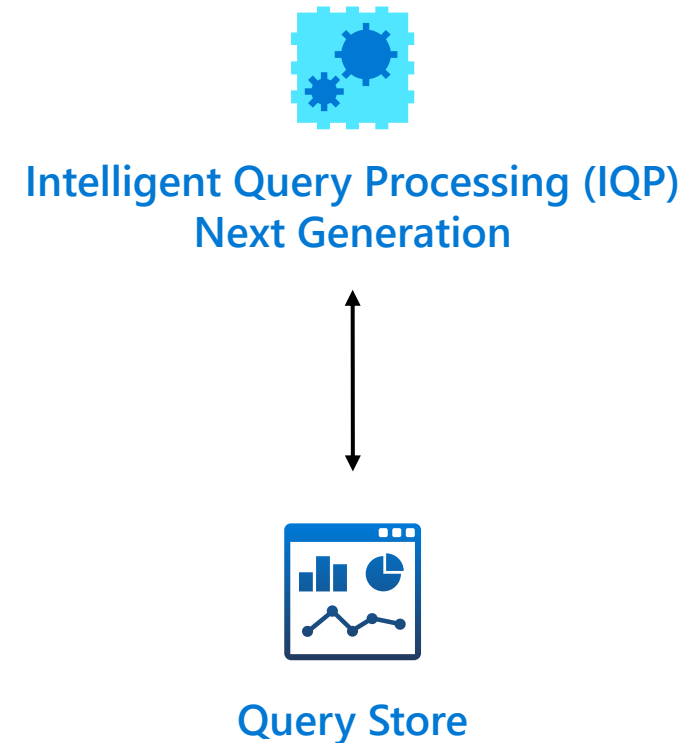 Intelligent Query Processing (IQP)
Next Generation
Query Store